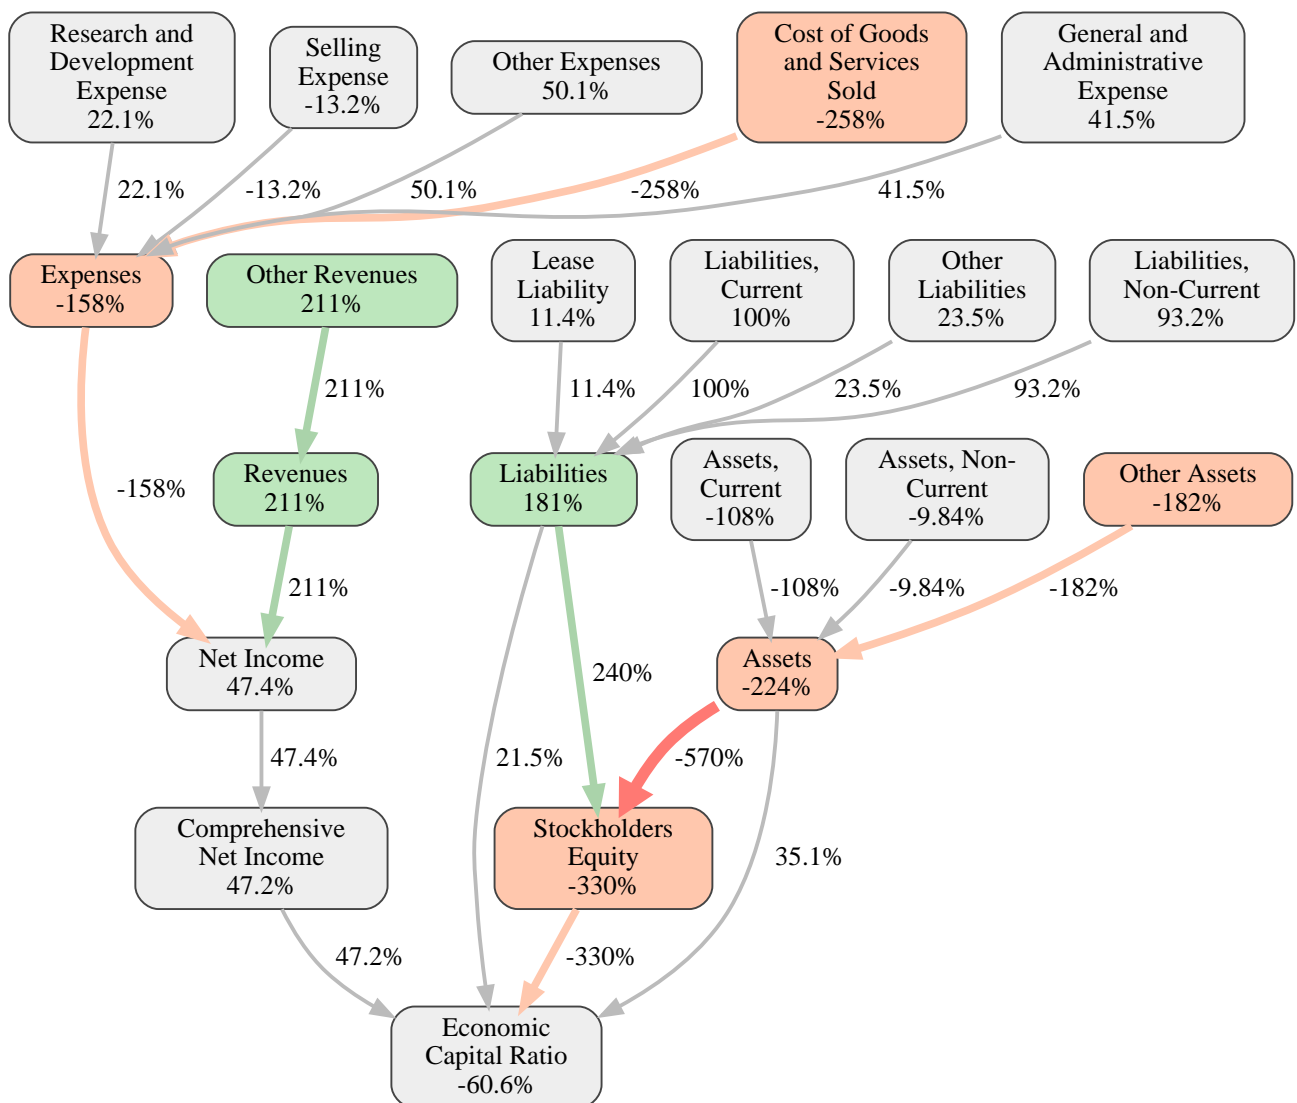 Research and
Development
Expense
22.1%
Selling
Expense
-13.2%
Other Expenses
50.1%
Cost of Goods
and Services
Sold
-258%
General and
Administrative
Expense
41.5%
22.1%
-13.2%
50.1%
-258%
41.5%
Expenses
-158%
Other Revenues
211%
Lease
Liability
11.4%
Liabilities,
Current
100%
Other
Liabilities
23.5%
Liabilities,
Non-Current
93.2%
211%
11.4%
100%
23.5%
93.2%
-158%
Revenues
211%
Liabilities
181%
Assets,
Current
-108%
Assets, Non-
Current
-9.84%
Other Assets
-182%
211%
-108%
-9.84%
-182%
Net Income
47.4%
240%
Assets
-224%
47.4%
21.5%
-570%
35.1%
Comprehensive
Net Income
47.2%
Stockholders
Equity
-330%
47.2%
-330%
Economic
Capital Ratio
-60.6%